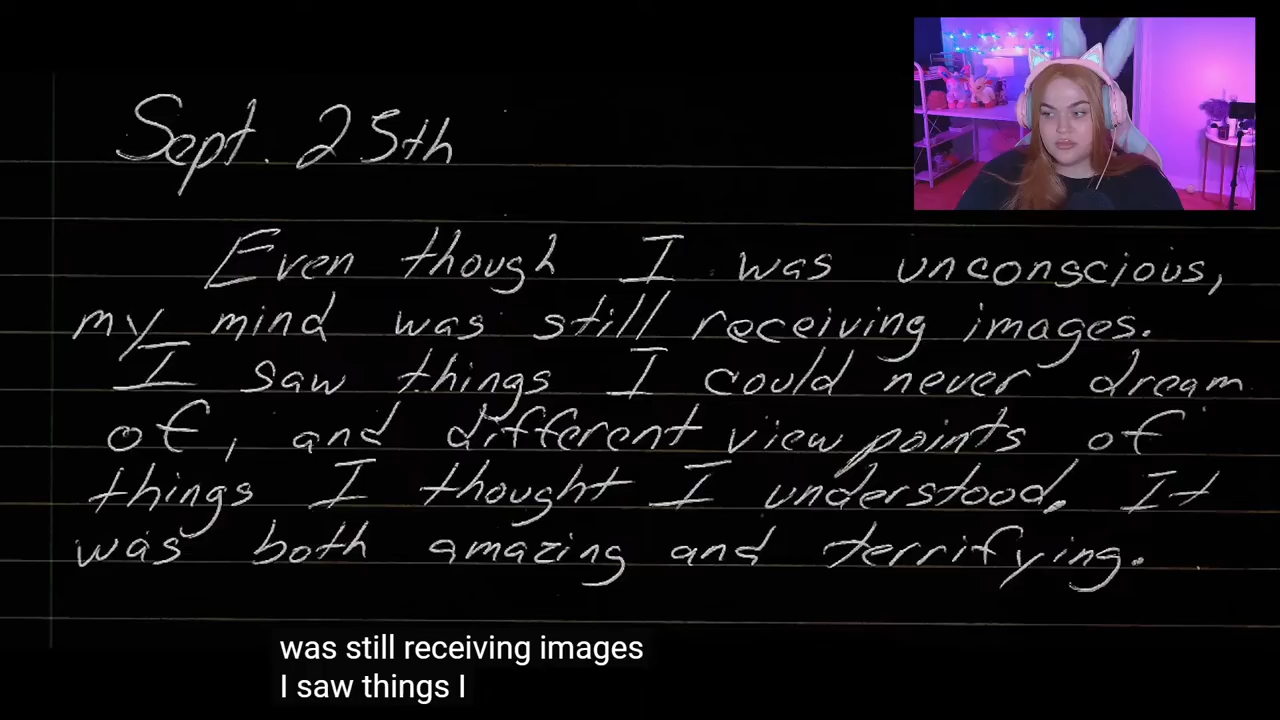 Sept. 25th
Even though I was unconscious,
my mind was still receiving images.
I saw things I could never dream
of, and different view points of
things I thought I understood. It
was both amazing and terrifying.
was still receiving images
I saw things I